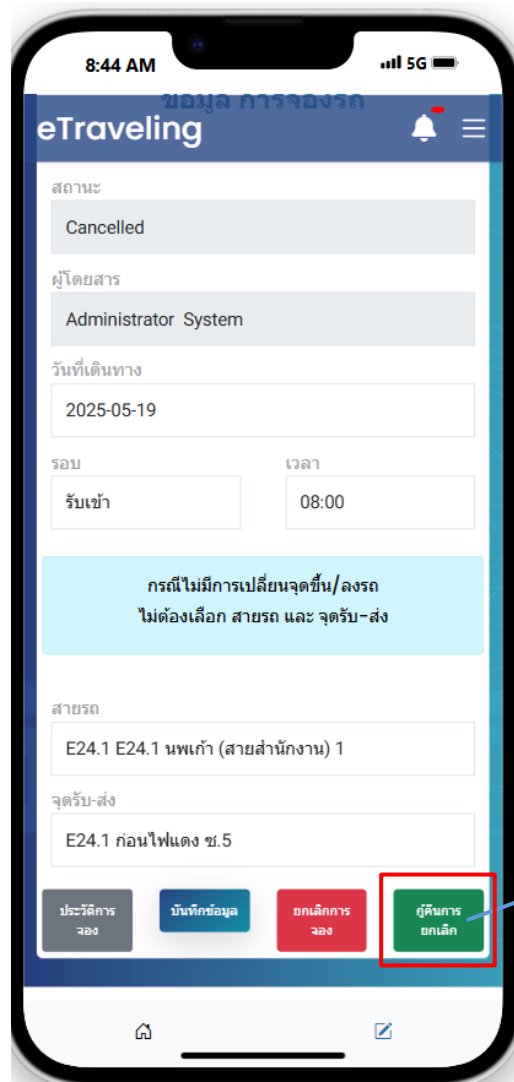 8:44 AM
5G
ข้อมูล การจองรถ
eTraveling
สถานะ
Cancelled
ผู้โดยสาร
Administrator System
วันที่เดินทาง
2025-05-19
รอบ
เวลา
รับเข้า
08:00
กรณีไม่มีการเปลี่ยนจุดขึ้น/ลงรถ
ไม่ต้องเลือก สายรถ และ จุดรับ-ส่ง
สายรถ
E24.1 E24.1 นพเก้า (สายสำนักงาน) 1
จุดรับ-ส่ง
E24.1 ก่อนไฟแดง ซ.5
ประวัติการ
จอง
บันทึกข้อมูล
ยกเลิกการ
จอง
กู้คืนการ
ยกเลิก